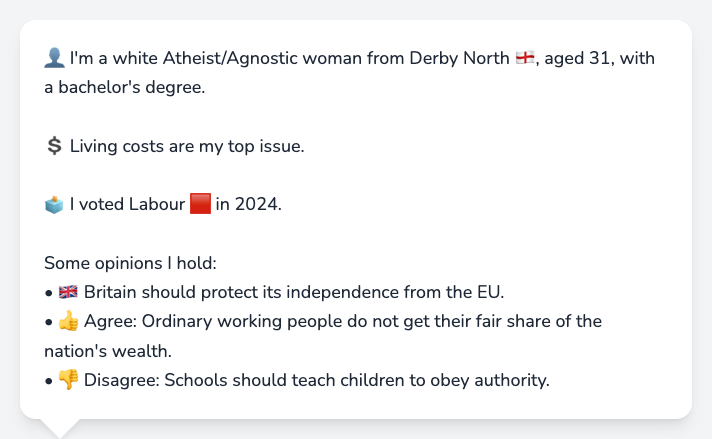 👤 I'm a white Atheist/Agnostic woman from Derby North 🏴󠁧󠁢󠁥󠁮󠁧󠁿, aged 31, with
a bachelor's degree.
💲 Living costs are my top issue.
🗳️ I voted Labour 🟥 in 2024.
Some opinions I hold:
• 🇬🇧 Britain should protect its independence from the EU.
• 👍 Agree: Ordinary working people do not get their fair share of the
nation's wealth.
• 👎 Disagree: Schools should teach children to obey authority.